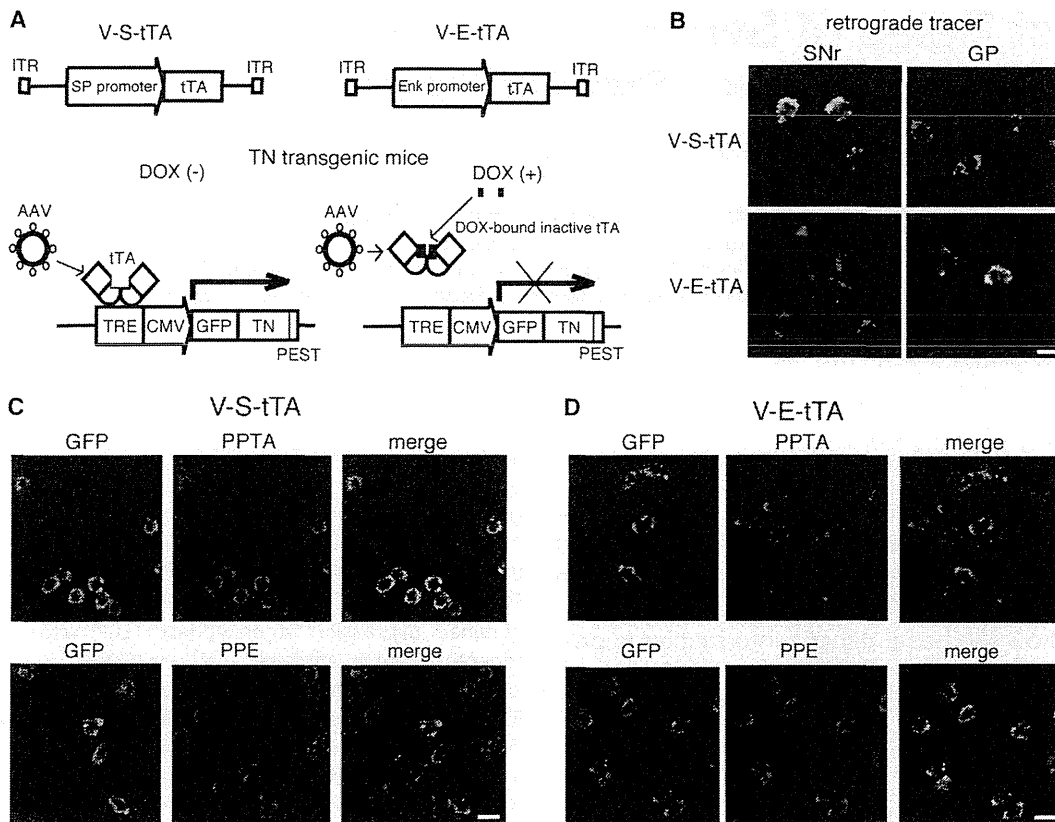 A
V-S-tTA
V-E-tTA
ITR
ITR
ITR
ITR
SP promoter
tTA
Enk promoter
tTA
TN transgenic mice
DOX (-)
DOX (+)
AAV
tTA
AAV
DOX-bound inactive tTA
TRE
CMV
GFP
TN
PEST
TRE
CMV
GFP
TN
PEST
B
retrograde tracer
SNr
GP
V-S-tTA
V-E-tTA
C
V-S-tTA
GFP
PPTA
merge
GFP
PPE
merge
D
V-E-tTA
GFP
PPTA
merge
GFP
PPE
merge